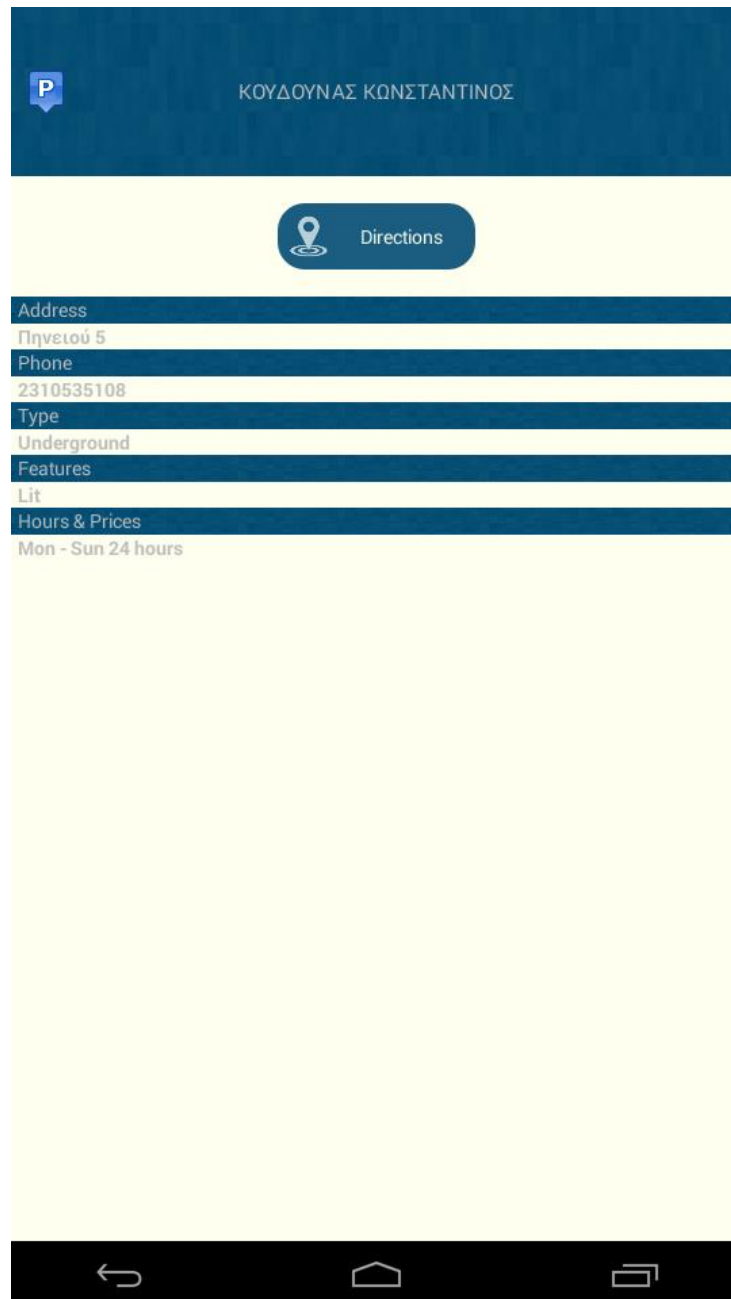 P
ΚΟΥΔΟΥΝΑΣ ΚΩΝΣΤΑΝΤΙΝΟΣ
Directions
Address
Πηνειού 5
Phone
2310535108
Type
Underground
Features
Lit
Hours & Prices
Mon - Sun 24 hours